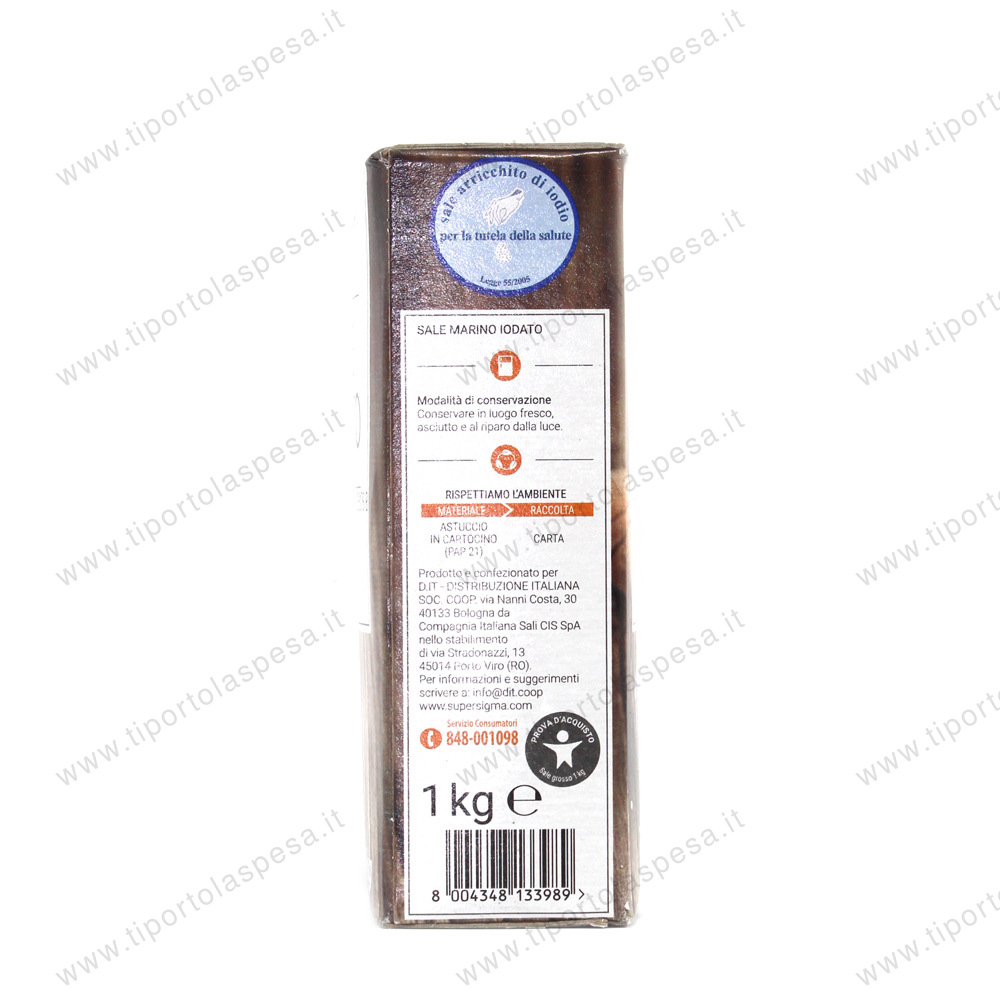 sale arricchito di iodio
per la tutela della salute
Legge 55/2005
SALE MARINO IODATO
Modalità di conservazione
Conservare in luogo fresco,
asciutto e al riparo dalla luce.
RISPETTIAMO L'AMBIENTE
MATERIALE RACCOLTA
ASTUCCIO
IN CARTOCINO CARTA
(PAP 21)
Prodotto e confezionato per
D.IT - DISTRIBUZIONE ITALIANA
SOC. COOP. via Nanni Costa, 30
40133 Bologna da
Compagnia Italiana Sali CIS SpA
nello stabilimento
di via Stradonazzi, 13
45014 Porto Viro (RO).
Per informazioni e suggerimenti
scrivere a: info@dit.coop
www.supersigma.com
Servizio Consumatori
848-001098
PROVA D'ACQUISTO
Sale grosso 1 kg
1 kg ℮
8 004348 133989 >
www.tiportolaspesa.it